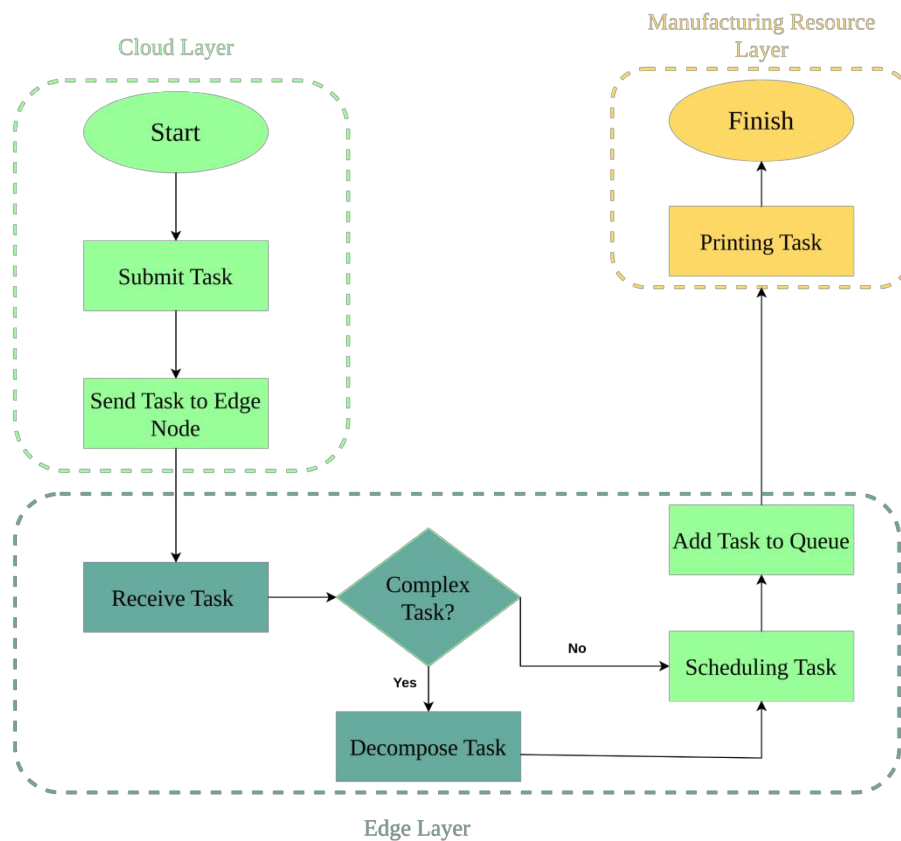 Manufacturing Resource
Layer
Cloud Layer
Start
Finish
Submit Task
Printing Task
Send Task to Edge
Node
Receive Task
Complex
Task?
Add Task to Queue
No
Scheduling Task
Yes
Decompose Task
Edge Layer